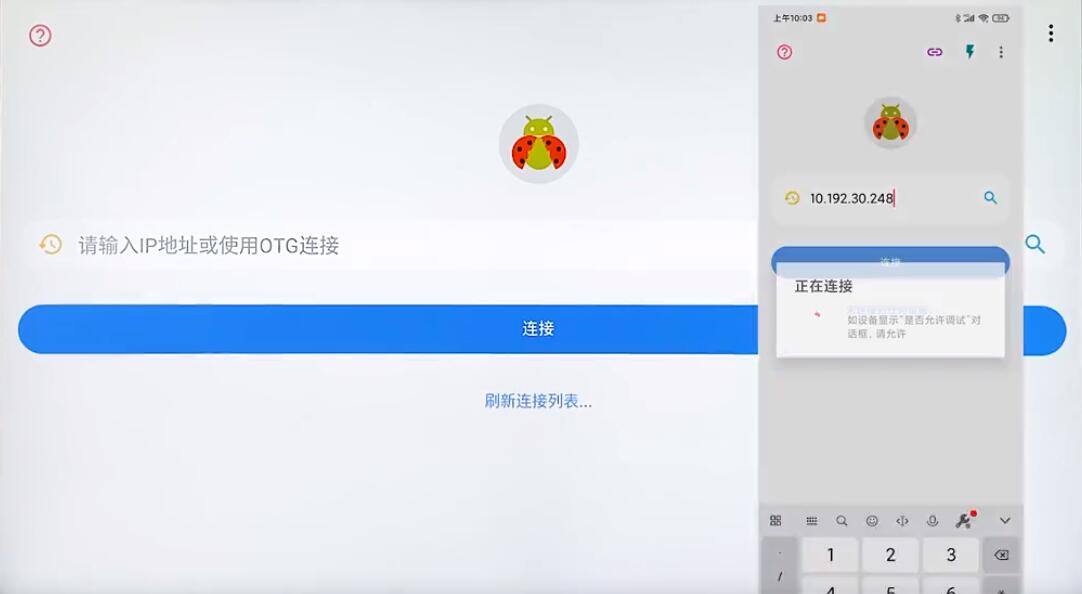 上午10:03
请输入IP地址或使用OTG连接
连接
刷新连接列表...
10.192.30.248
连接
正在连接
如设备显示"是否允许调试"对
话框,请允许
1
2
3
/
4
5
6